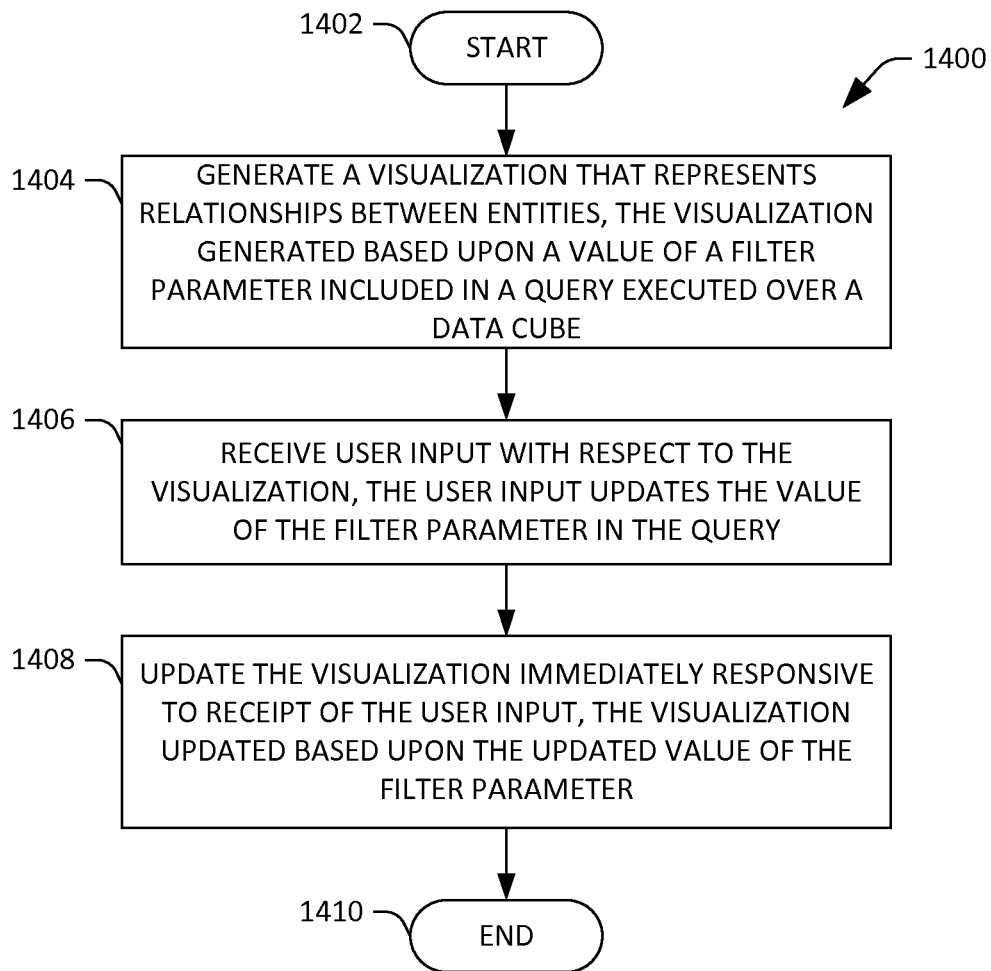 1402
START
1400
1404
GENERATE A VISUALIZATION THAT REPRESENTS
RELATIONSHIPS BETWEEN ENTITIES, THE VISUALIZATION
GENERATED BASED UPON A VALUE OF A FILTER
PARAMETER INCLUDED IN A QUERY EXECUTED OVER A
DATA CUBE
1406
RECEIVE USER INPUT WITH RESPECT TO THE
VISUALIZATION, THE USER INPUT UPDATES THE VALUE
OF THE FILTER PARAMETER IN THE QUERY
1408
UPDATE THE VISUALIZATION IMMEDIATELY RESPONSIVE
TO RECEIPT OF THE USER INPUT, THE VISUALIZATION
UPDATED BASED UPON THE UPDATED VALUE OF THE
FILTER PARAMETER
1410
END